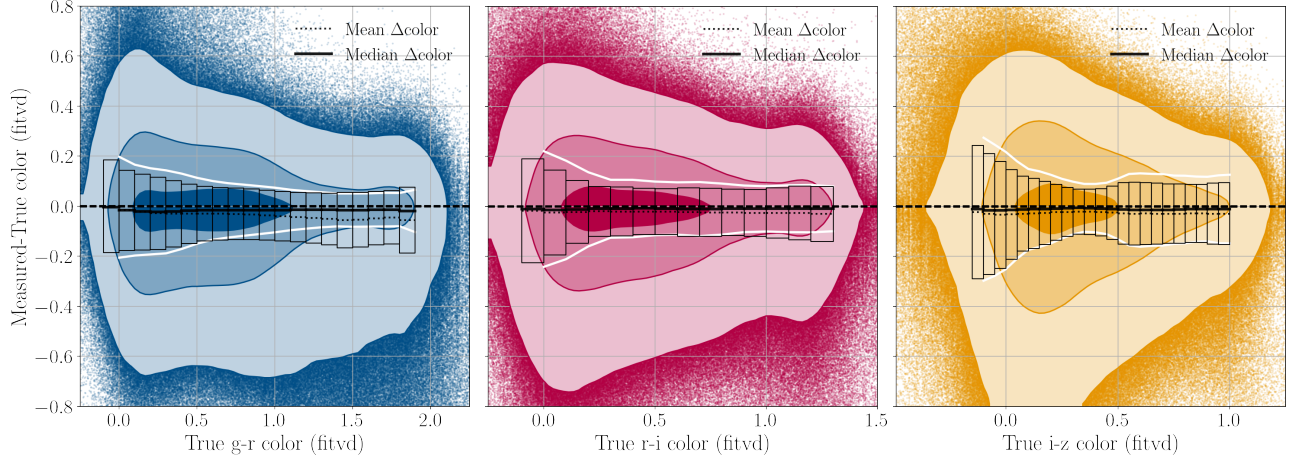 Measured-True color (fitvd)
0.8
0.6
0.4
0.2
0.0
−0.2
−0.4
−0.6
−0.8
Mean Δcolor
Median Δcolor
0.0 0.5 1.0 1.5 2.0
True g-r color (fitvd)
Mean Δcolor
Median Δcolor
0.0 0.5 1.0 1.5
True r-i color (fitvd)
Mean Δcolor
Median Δcolor
0.0 0.5 1.0
True i-z color (fitvd)